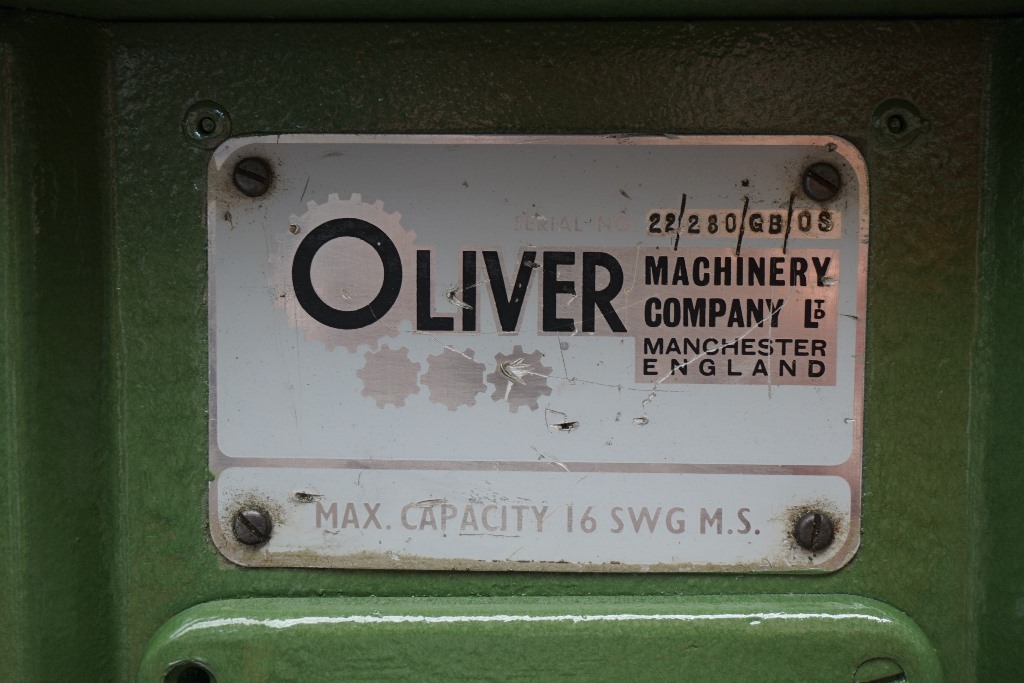 SERIAL NO 22/280/GB/OS
OLIVER
MACHINERY
COMPANY LTD
MANCHESTER
ENGLAND
MAX. CAPACITY 16 SWG M.S.